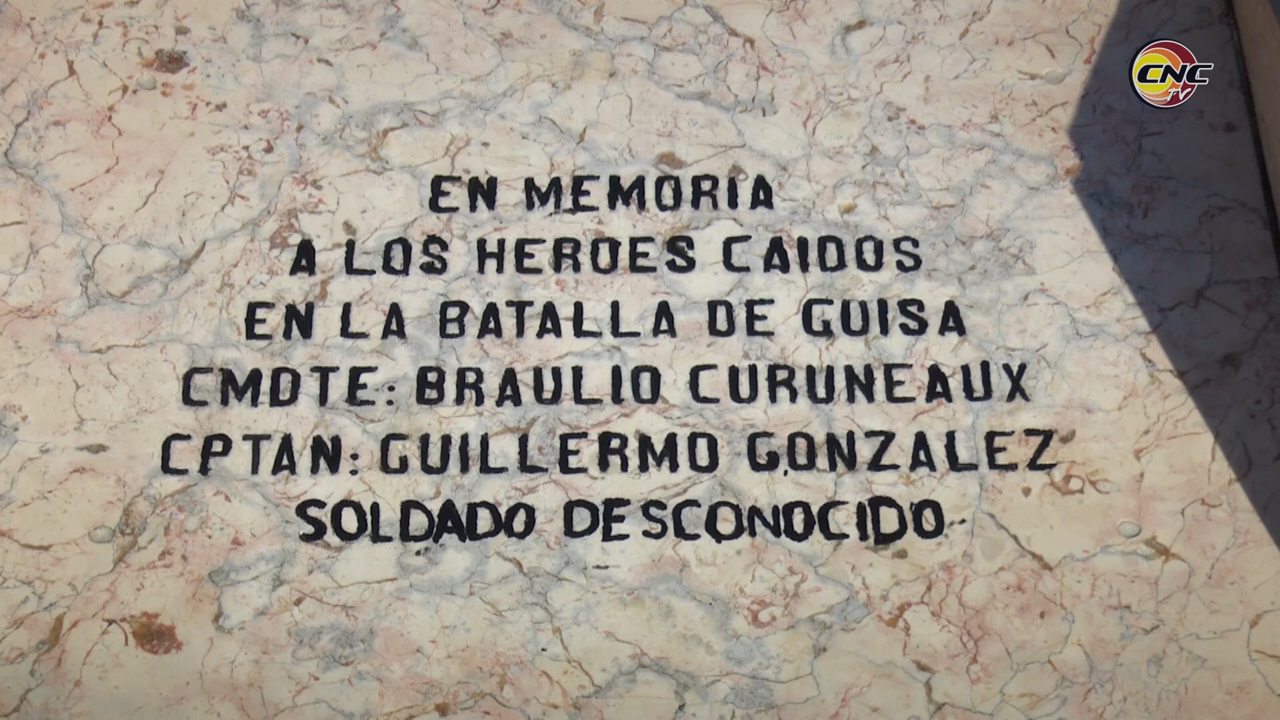 CNC
TV
EN MEMORIA
A LOS HEROES CAIDOS
EN LA BATALLA DE GUISA
CMDTE: BRAULIO CURUNEAUX
CPTAN: GUILLERMO GONZALEZ
SOLDADO DESCONOCIDO